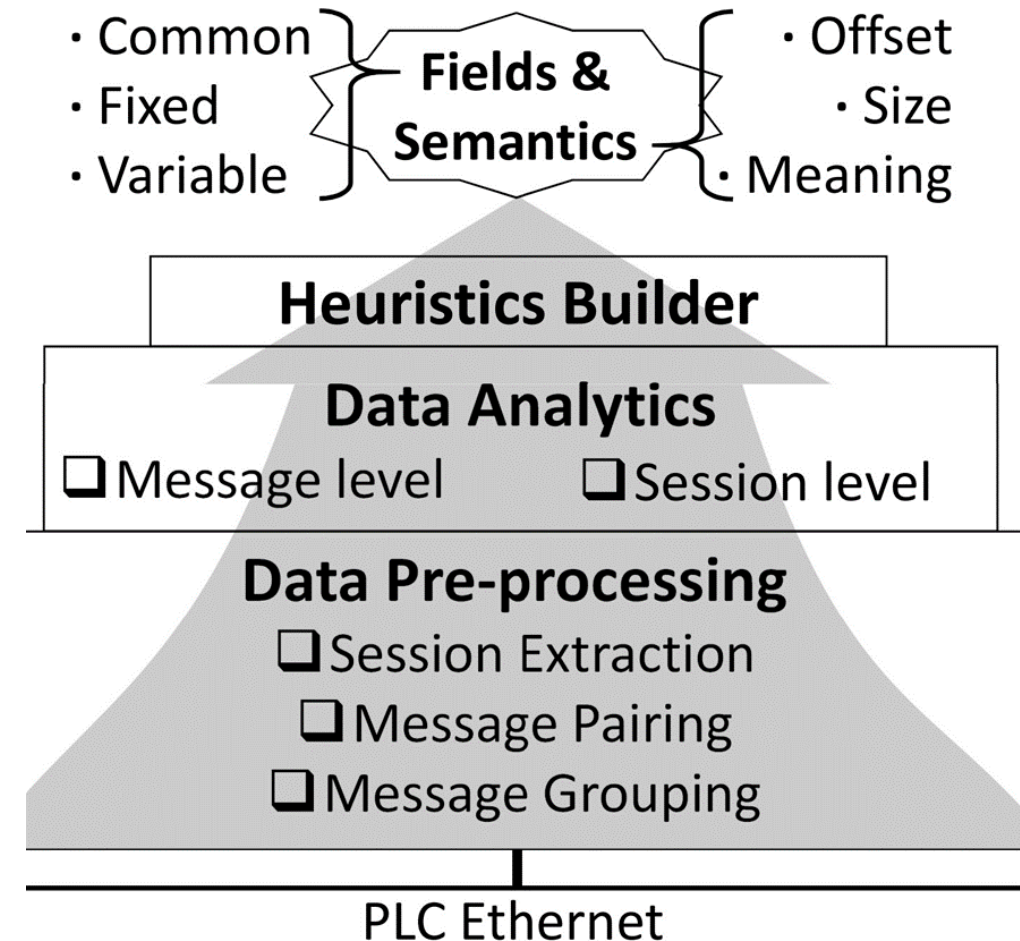 · Common
· Fixed
· Variable
Fields &
Semantics
· Offset
· Size
· Meaning
Heuristics Builder
Data Analytics
❑ Message level
❑ Session level
Data Pre-processing
❑ Session Extraction
❑ Message Pairing
❑ Message Grouping
PLC Ethernet